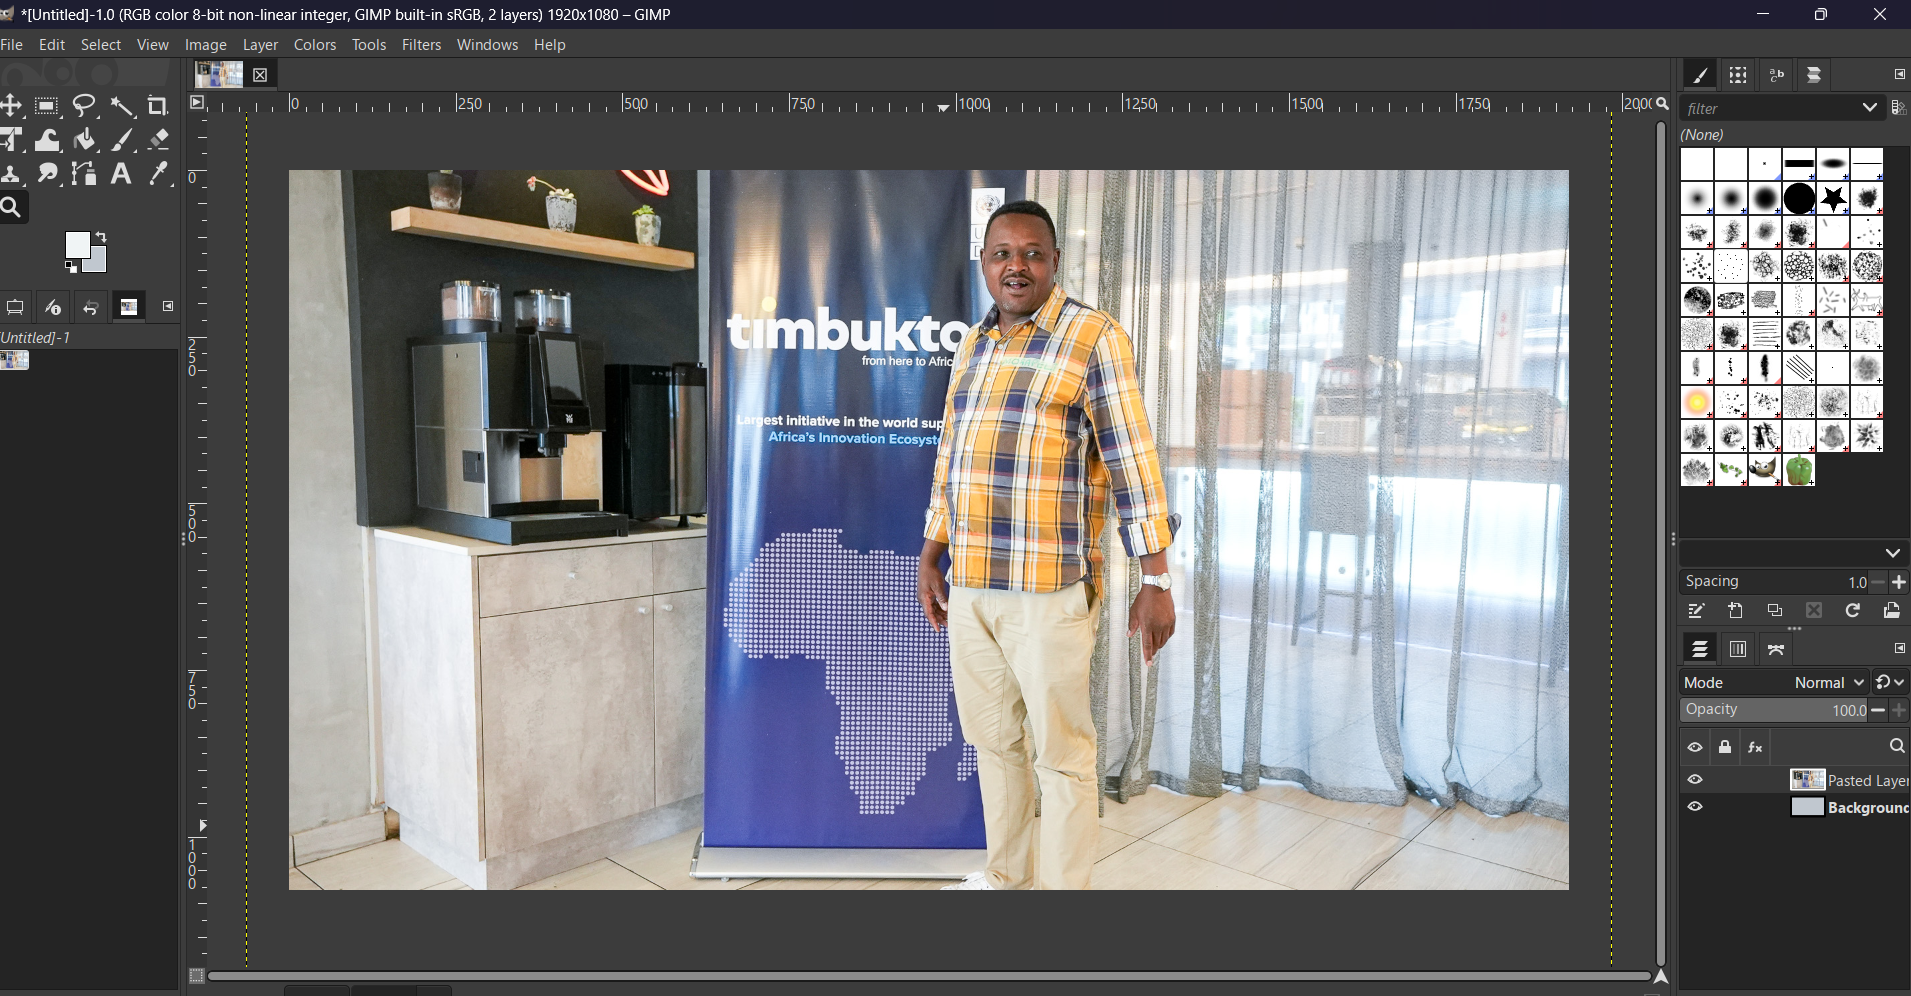 *[Untitled]-1.0 (RGB color 8-bit non-linear integer, GIMP built-in sRGB, 2 layers) 1920x1080 – GIMP
File Edit Select View Image Layer Colors Tools Filters Windows Help
0 250 500 750 1000 1250 1500 1750 2000
filter
(None)
Untitled]-1
0
250
500
750
1000
timbukto
from here to Afric
Largest initiative in the world sup
Africa's Innovation Ecosyste
Spacing 1.0
Mode Normal
Opacity 100.0
fx
Pasted Layer
Background